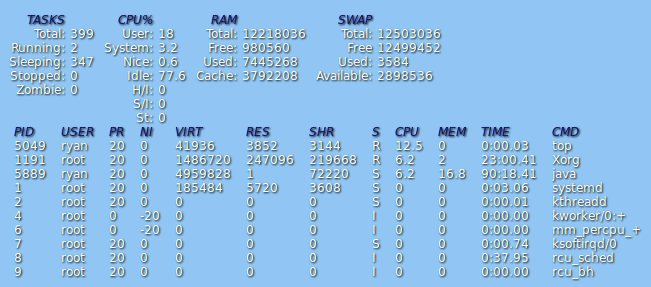 TASKS CPU% RAM SWAP
Total: 399 User: 18 Total: 12218036 Total: 12503036
Running: 2 System: 3.2 Free: 980560 Free 12499452
Sleeping: 347 Nice: 0.6 Used: 7445268 Used: 3584
Stopped: 0 Idle: 77.6 Cache: 3792208 Available: 2898536
Zombie: 0 H/I: 0
S/I: 0
St: 0
PID USER PR NI VIRT RES SHR S CPU MEM TIME CMD
5049 ryan 20 0 41936 3852 3144 R 12.5 0 0:00.03 top
1191 root 20 0 1486720 247096 219668 R 6.2 2 23:00.41 Xorg
5889 ryan 20 0 4959828 1 72220 S 6.2 16.8 90:18.41 java
1 root 20 0 185484 5720 3608 S 0 0 0:03.06 systemd
2 root 20 0 0 0 0 S 0 0 0:00.01 kthreadd
4 root 0 -20 0 0 0 I 0 0 0:00.00 kworker/0:+
6 root 0 -20 0 0 0 I 0 0 0:00.00 mm_percpu_+
7 root 20 0 0 0 0 S 0 0 0:00.74 ksoftirqd/0
8 root 20 0 0 0 0 I 0 0 0:37.95 rcu_sched
9 root 20 0 0 0 0 I 0 0 0:00.00 rcu_bh